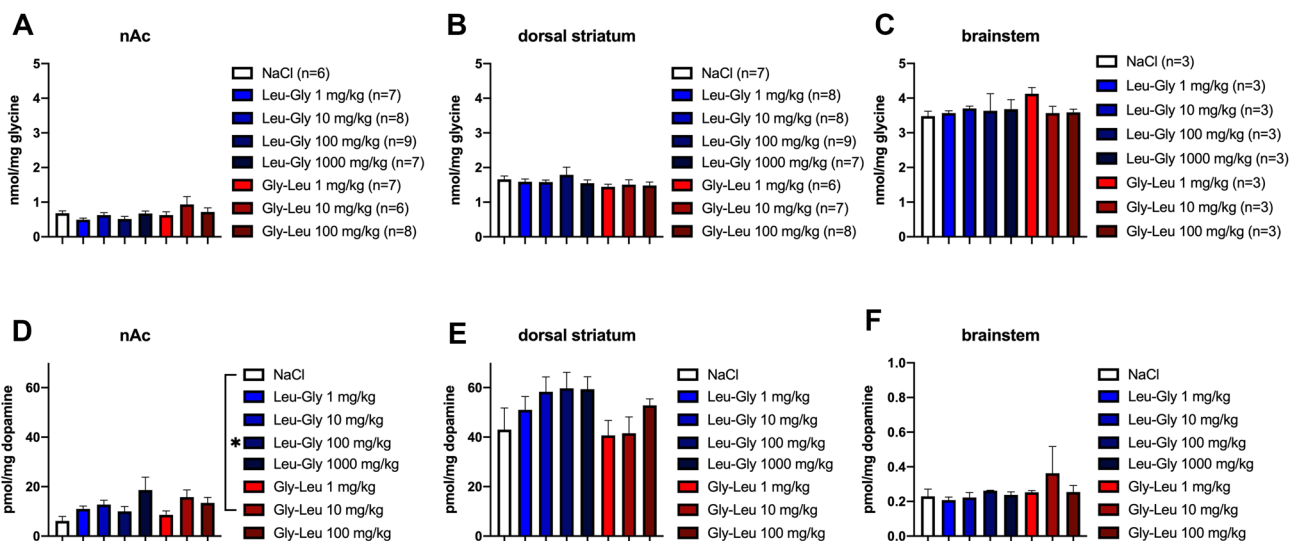 A
nAc
nmol/mg glycine
5
4
3
2
1
0
NaCl (n=6)
Leu-Gly 1 mg/kg (n=7)
Leu-Gly 10 mg/kg (n=8)
Leu-Gly 100 mg/kg (n=9)
Leu-Gly 1000 mg/kg (n=7)
Gly-Leu 1 mg/kg (n=7)
Gly-Leu 10 mg/kg (n=6)
Gly-Leu 100 mg/kg (n=8)
B
dorsal striatum
nmol/mg glycine
5
4
3
2
1
0
NaCl (n=7)
Leu-Gly 1 mg/kg (n=8)
Leu-Gly 10 mg/kg (n=8)
Leu-Gly 100 mg/kg (n=9)
Leu-Gly 1000 mg/kg (n=7)
Gly-Leu 1 mg/kg (n=6)
Gly-Leu 10 mg/kg (n=7)
Gly-Leu 100 mg/kg (n=8)
C
brainstem
nmol/mg glycine
5
4
3
2
1
0
NaCl (n=3)
Leu-Gly 1 mg/kg (n=3)
Leu-Gly 10 mg/kg (n=3)
Leu-Gly 100 mg/kg (n=3)
Leu-Gly 1000 mg/kg (n=3)
Gly-Leu 1 mg/kg (n=3)
Gly-Leu 10 mg/kg (n=3)
Gly-Leu 100 mg/kg (n=3)
D
nAc
pmol/mg dopamine
60
40
20
0
*
NaCl
Leu-Gly 1 mg/kg
Leu-Gly 10 mg/kg
Leu-Gly 100 mg/kg
Leu-Gly 1000 mg/kg
Gly-Leu 1 mg/kg
Gly-Leu 10 mg/kg
Gly-Leu 100 mg/kg
E
dorsal striatum
pmol/mg dopamine
60
40
20
0
NaCl
Leu-Gly 1 mg/kg
Leu-Gly 10 mg/kg
Leu-Gly 100 mg/kg
Leu-Gly 1000 mg/kg
Gly-Leu 1 mg/kg
Gly-Leu 10 mg/kg
Gly-Leu 100 mg/kg
F
brainstem
pmol/mg dopamine
1.0
0.8
0.6
0.4
0.2
0.0
NaCl
Leu-Gly 1 mg/kg
Leu-Gly 10 mg/kg
Leu-Gly 100 mg/kg
Leu-Gly 1000 mg/kg
Gly-Leu 1 mg/kg
Gly-Leu 10 mg/kg
Gly-Leu 100 mg/kg